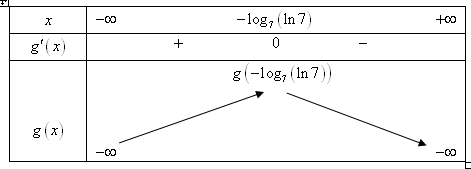 x −∞ −log₇(ln 7) +∞
g′(x) + 0 −
g(−log₇(ln 7))
g(x)
−∞ −∞